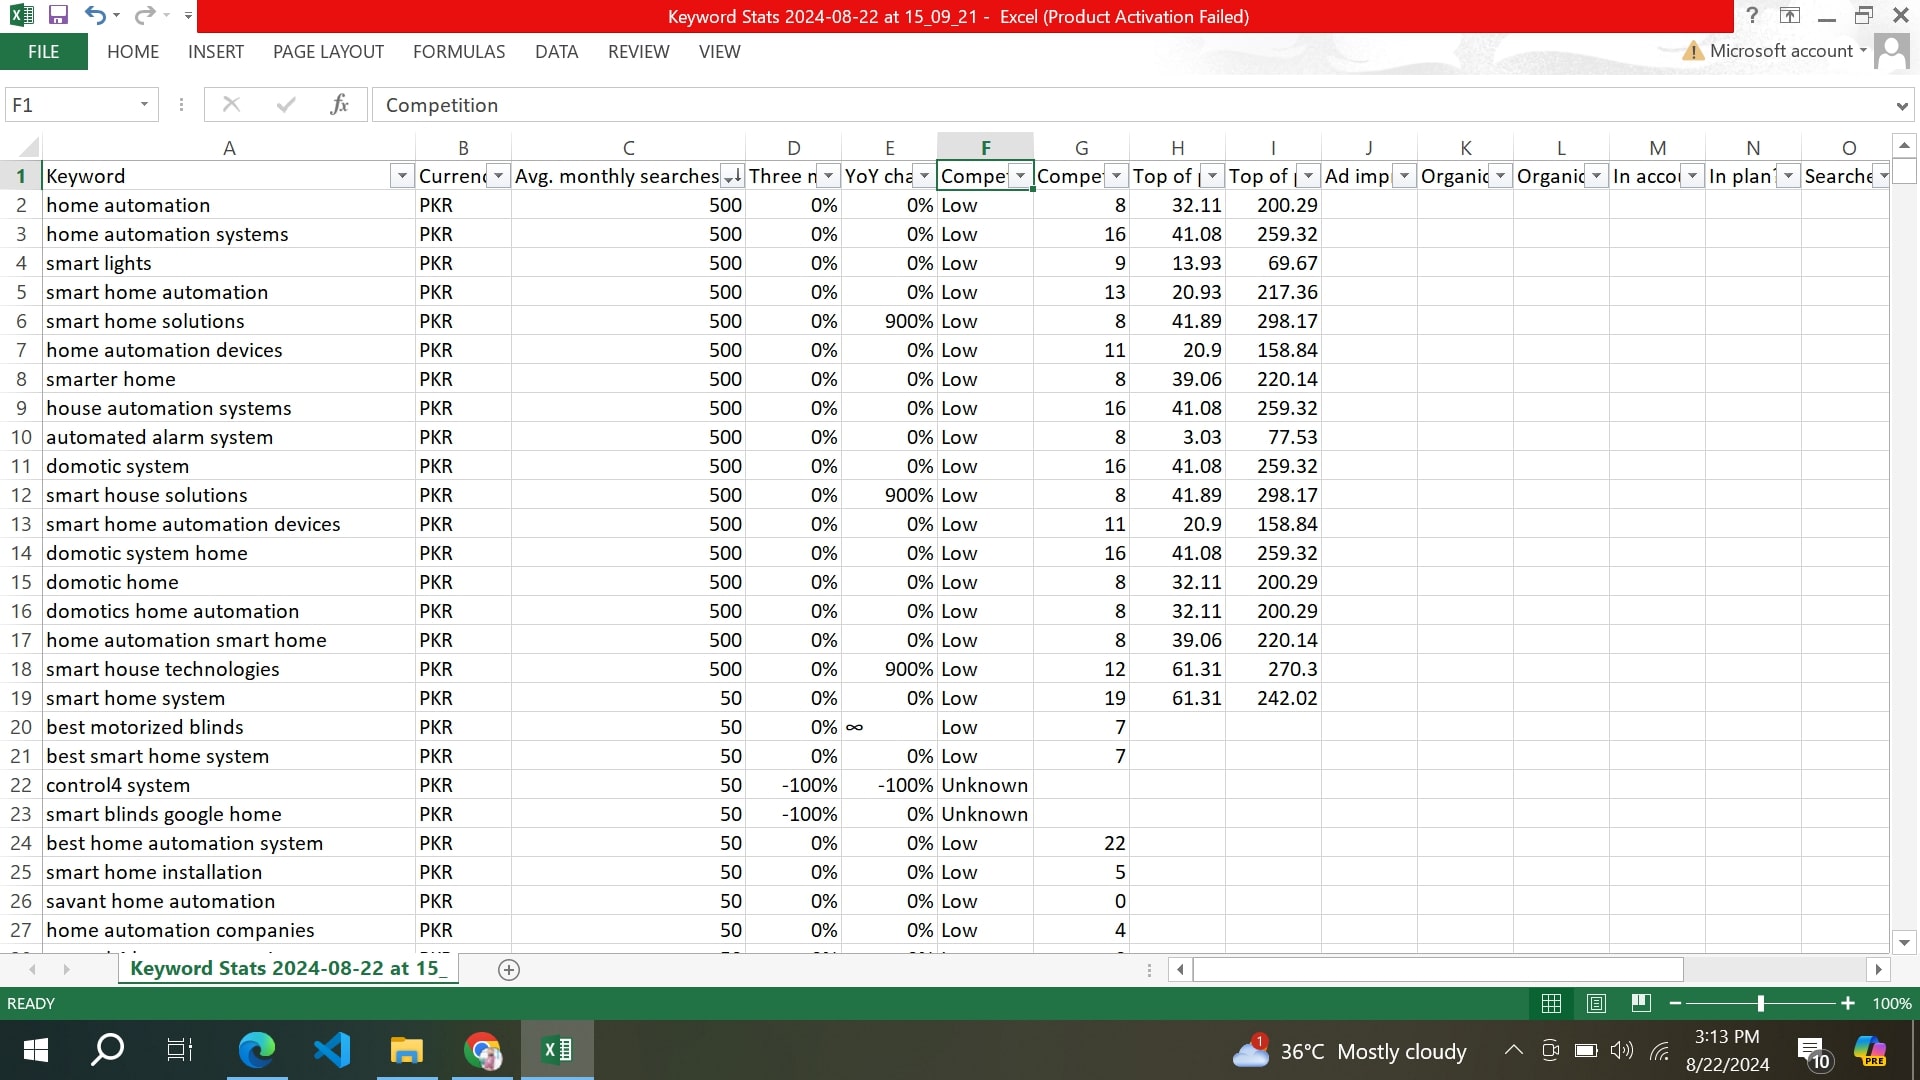 Keyword Stats 2024-08-22 at 15_09_21 - Excel (Product Activation Failed)
FILE HOME INSERT PAGE LAYOUT FORMULAS DATA REVIEW VIEW Microsoft account
F1 fx Competition
A B C D E F G H I J K L M N O
1 Keyword Currenc Avg. monthly searches Three n YoY cha Compe Compe Top of Top of Ad imp Organic Organic In accou In plan? Searche
2 home automation PKR 500 0% 0% Low 8 32.11 200.29
3 home automation systems PKR 500 0% 0% Low 16 41.08 259.32
4 smart lights PKR 500 0% 0% Low 9 13.93 69.67
5 smart home automation PKR 500 0% 0% Low 13 20.93 217.36
6 smart home solutions PKR 500 0% 900% Low 8 41.89 298.17
7 home automation devices PKR 500 0% 0% Low 11 20.9 158.84
8 smarter home PKR 500 0% 0% Low 8 39.06 220.14
9 house automation systems PKR 500 0% 0% Low 16 41.08 259.32
10 automated alarm system PKR 500 0% 0% Low 8 3.03 77.53
11 domotic system PKR 500 0% 0% Low 16 41.08 259.32
12 smart house solutions PKR 500 0% 900% Low 8 41.89 298.17
13 smart home automation devices PKR 500 0% 0% Low 11 20.9 158.84
14 domotic system home PKR 500 0% 0% Low 16 41.08 259.32
15 domotic home PKR 500 0% 0% Low 8 32.11 200.29
16 domotics home automation PKR 500 0% 0% Low 8 32.11 200.29
17 home automation smart home PKR 500 0% 0% Low 8 39.06 220.14
18 smart house technologies PKR 500 0% 900% Low 12 61.31 270.3
19 smart home system PKR 50 0% 0% Low 19 61.31 242.02
20 best motorized blinds PKR 50 0% ∞ Low 7
21 best smart home system PKR 50 0% 0% Low 7
22 control4 system PKR 50 -100% -100% Unknown
23 smart blinds google home PKR 50 -100% 0% Unknown
24 best home automation system PKR 50 0% 0% Low 22
25 smart home installation PKR 50 0% 0% Low 5
26 savant home automation PKR 50 0% 0% Low 0
27 home automation companies PKR 50 0% 0% Low 4
Keyword Stats 2024-08-22 at 15_
READY 100%
1 36°C Mostly cloudy 3:13 PM
8/22/2024 10 PRE